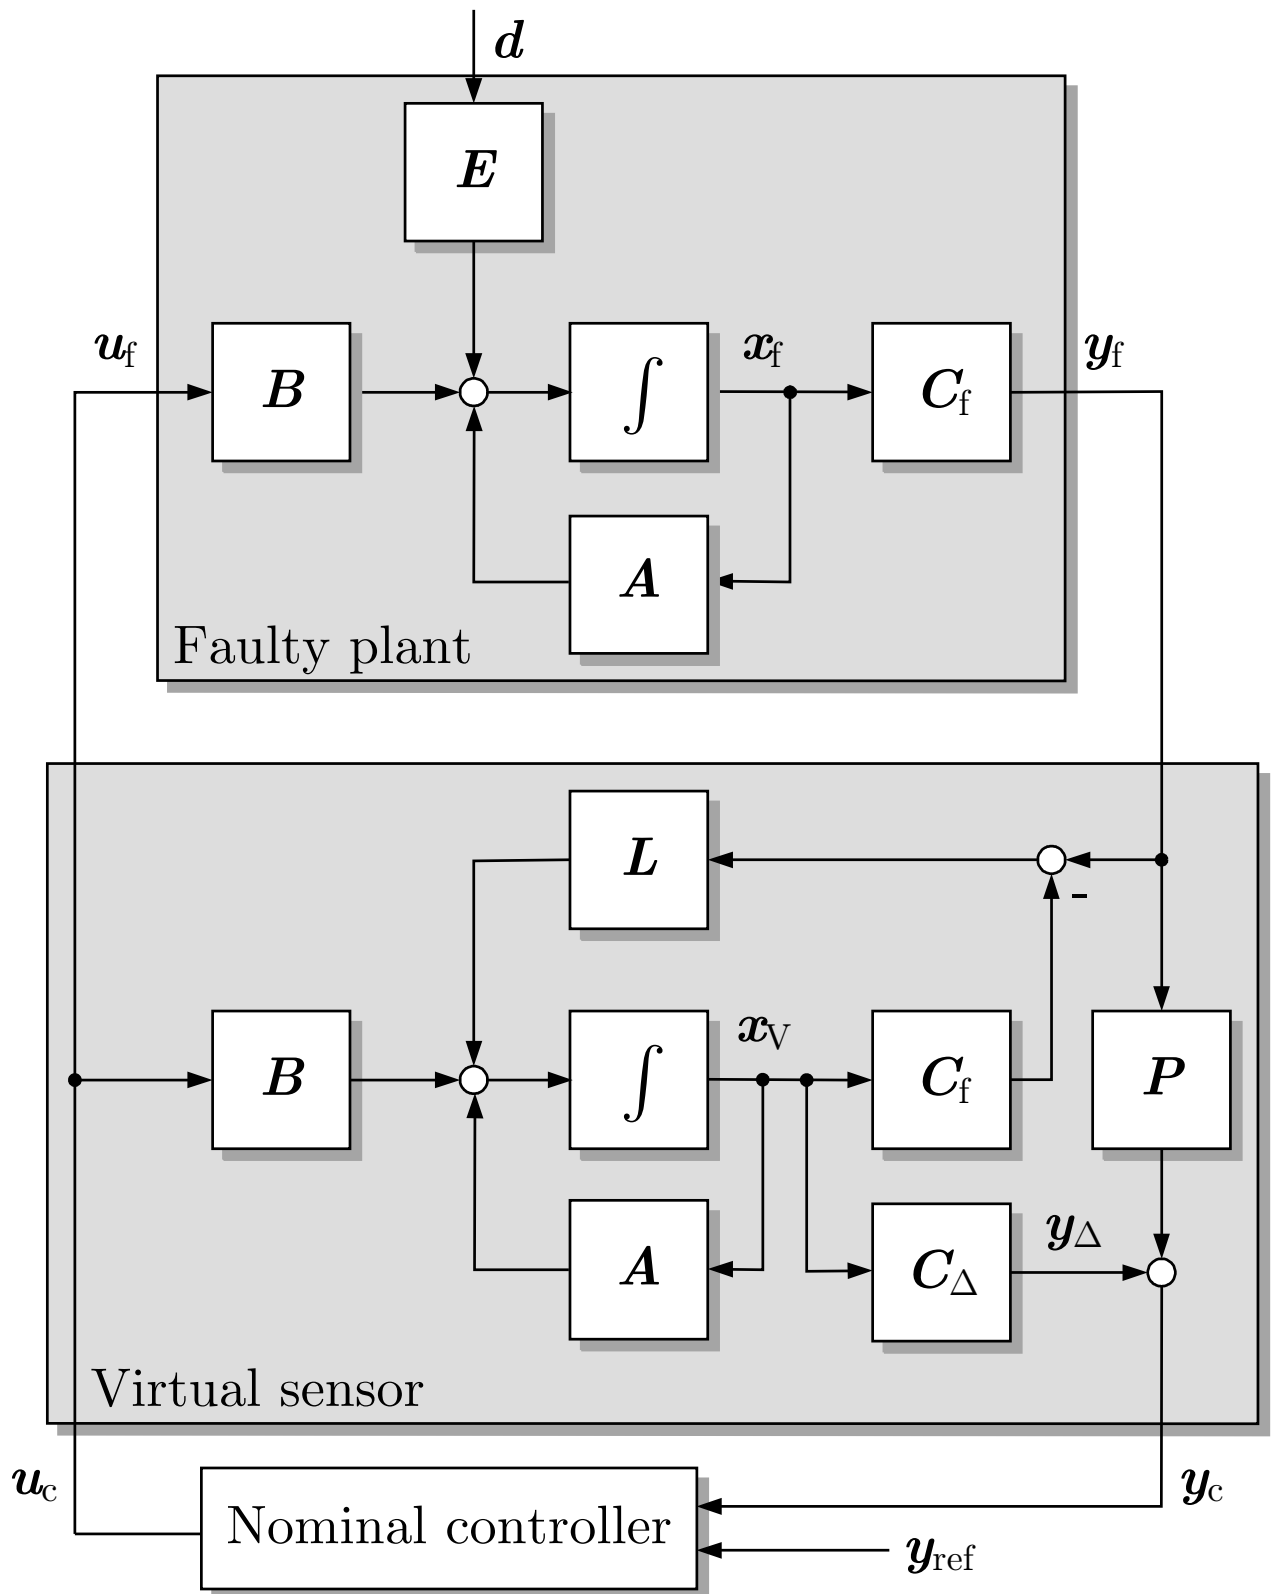 d
E
u_f
B
∫
x_f
C_f
y_f
A
Faulty plant
L
-
B
∫
x_V
C_f
P
A
C_Δ
y_Δ
Virtual sensor
u_c
Nominal controller
y_c
y_ref